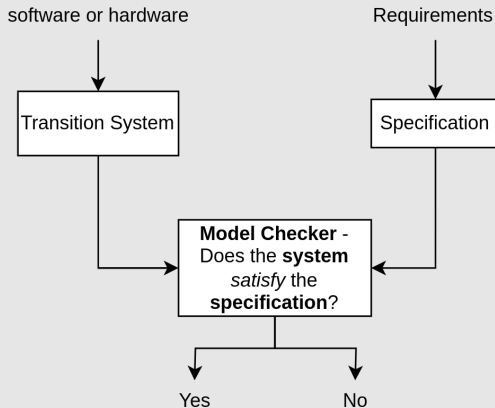 software or hardware
Requirements
Transition System
Specification
Model Checker -
Does the system
satisfy the
specification?
Yes
No